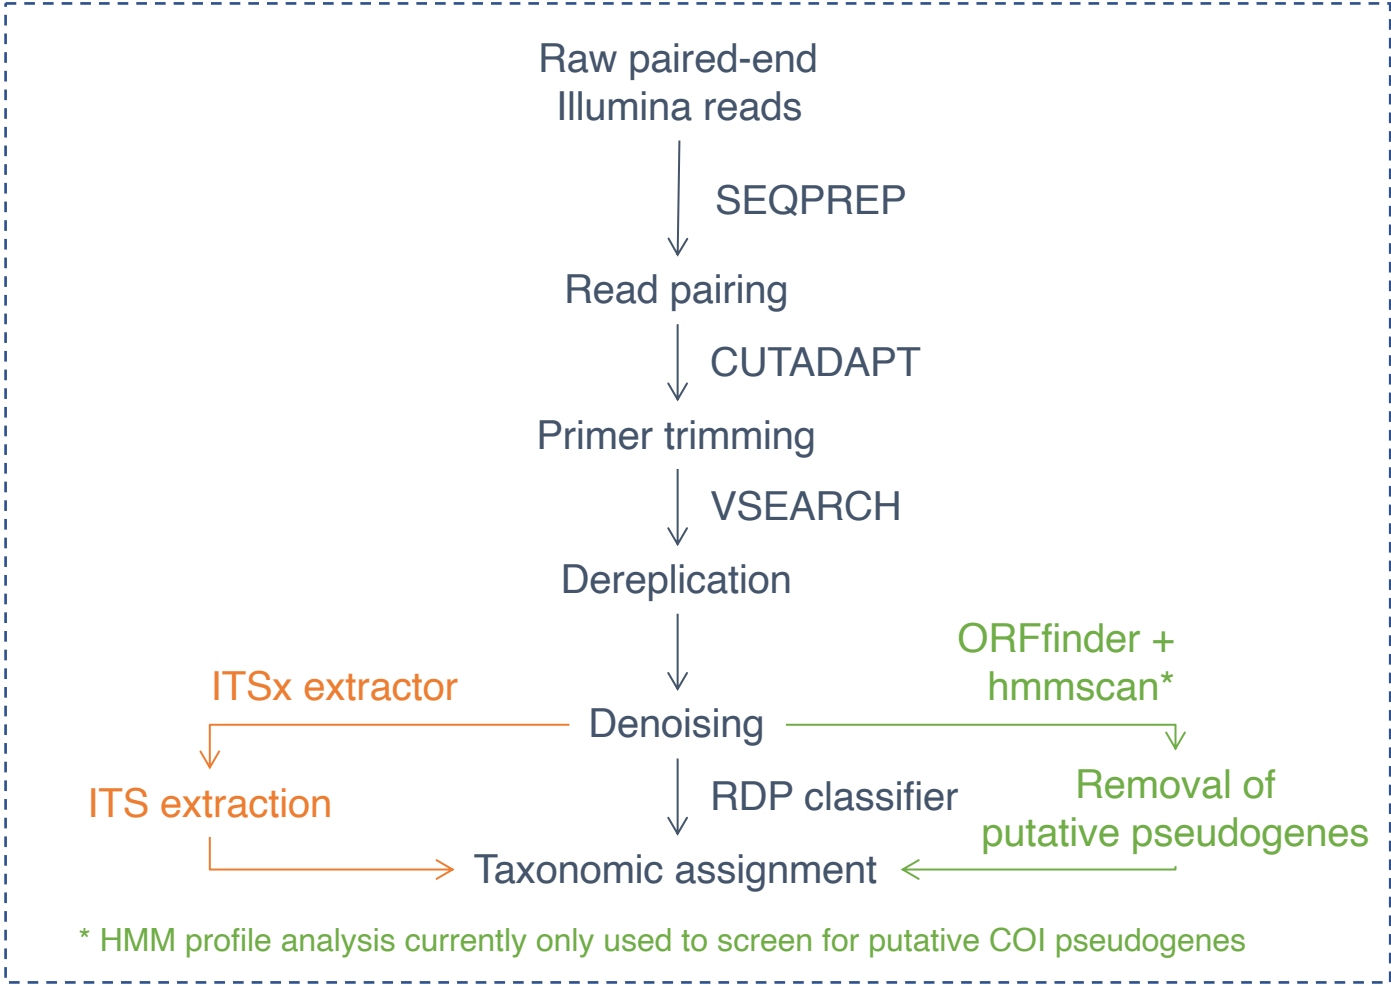 Raw paired-end
Illumina reads
SEQPREP
Read pairing
CUTADAPT
Primer trimming
VSEARCH
Dereplication
ORFfinder +
hmmscan*
ITSx extractor
Denoising
RDP classifier
ITS extraction
Removal of
putative pseudogenes
Taxonomic assignment
* HMM profile analysis currently only used to screen for putative COI pseudogenes